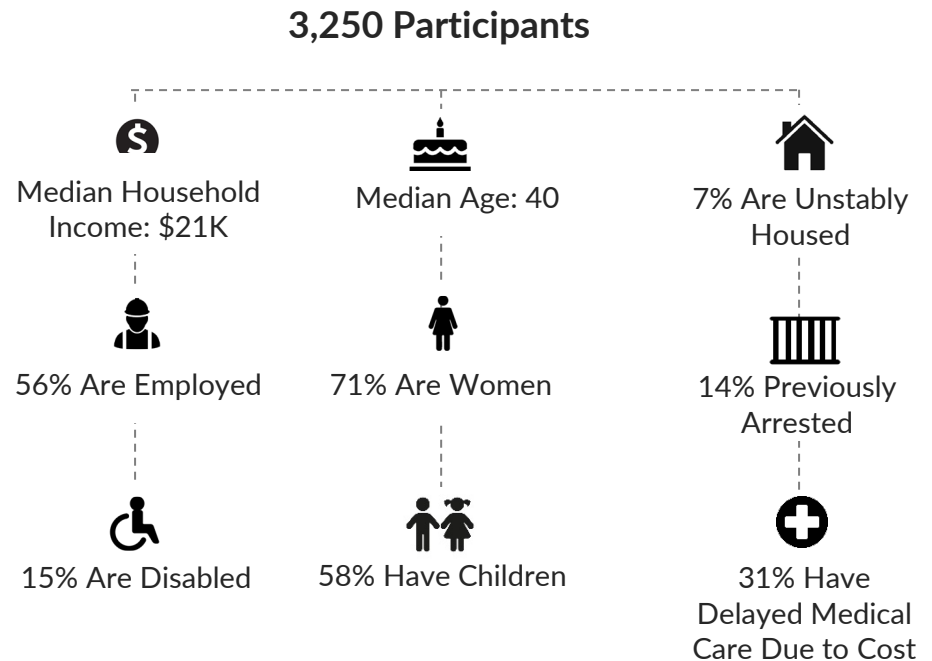 3,250 Participants
Median Household
Income: $21K
56% Are Employed
15% Are Disabled
Median Age: 40
71% Are Women
58% Have Children
7% Are Unstably
Housed
14% Previously
Arrested
31% Have
Delayed Medical
Care Due to Cost